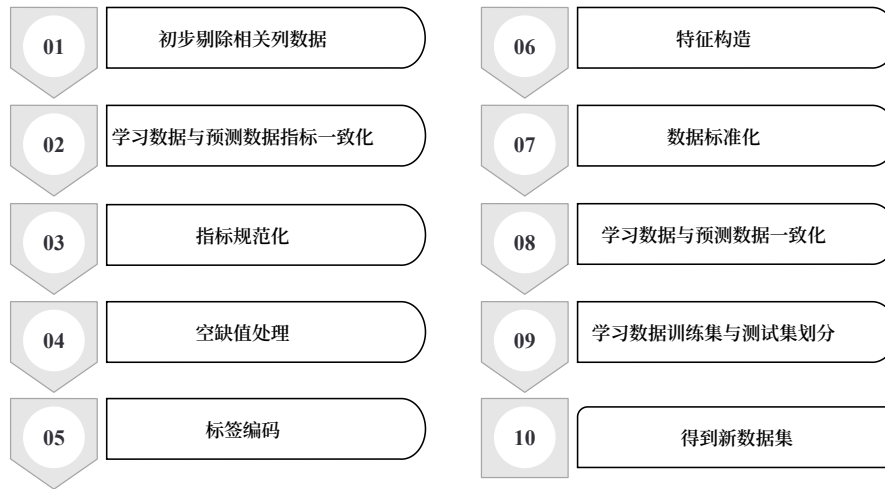 01
初步剔除相关列数据
02
学习数据与预测数据指标一致化
03
指标规范化
04
空缺值处理
05
标签编码
06
特征构造
07
数据标准化
08
学习数据与预测数据一致化
09
学习数据训练集与测试集划分
10
得到新数据集